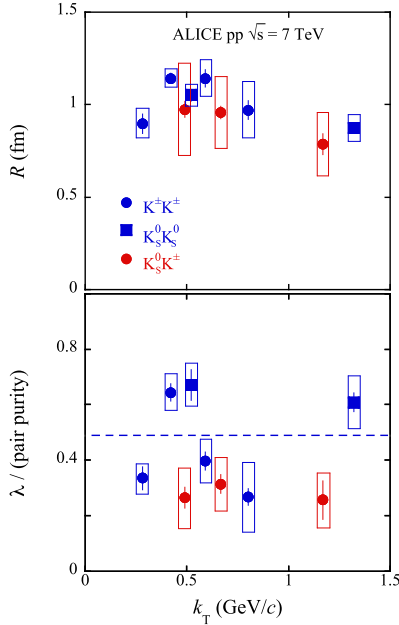 ALICE pp √s = 7 TeV
1.5
1
0.5
0
R (fm)
K±K±
K⁰ₛK⁰ₛ
K⁰ₛK±
0.8
0.4
0
λ / (pair purity)
0 0.5 1 1.5
k_T (GeV/c)